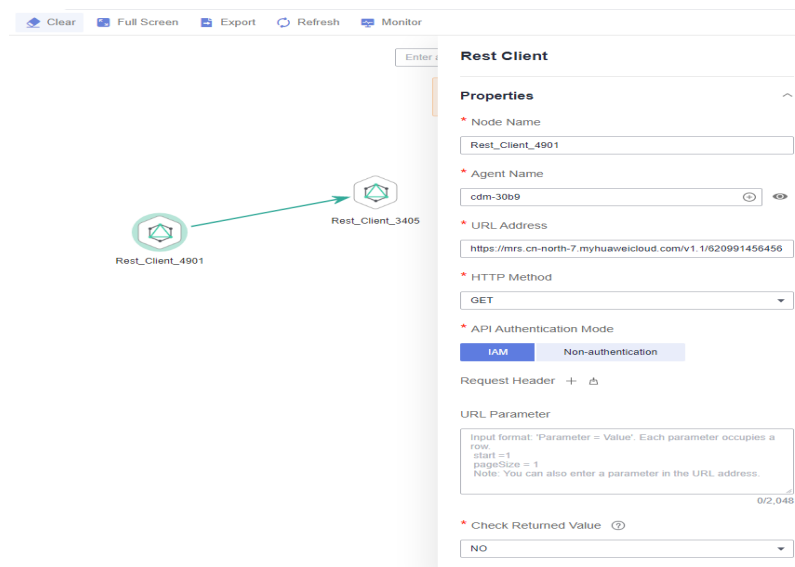 Clear Full Screen Export Refresh Monitor
Enter
Rest_Client_3405
Rest_Client_4901
Rest Client
Properties
* Node Name
Rest_Client_4901
* Agent Name
cdm-30b9
* URL Address
https://mrs.cn-north-7.myhuaweicloud.com/v1.1/620991456456
* HTTP Method
GET
* API Authentication Mode
IAM Non-authentication
Request Header
URL Parameter
Input format: 'Parameter = Value'. Each parameter occupies a
row.
start =1
pageSize = 1
Note: You can also enter a parameter in the URL address.
0/2,048
* Check Returned Value
NO